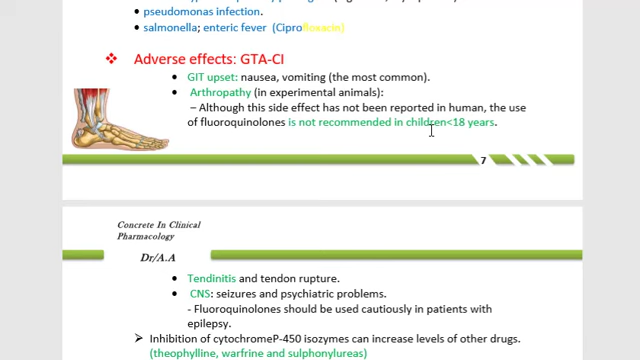 • pseudomonas infection.
• salmonella; enteric fever (Ciprofloxacin)
❖ Adverse effects: GTA-CI
• GIT upset: nausea, vomiting (the most common).
• Arthropathy (in experimental animals):
– Although this side effect has not been reported in human, the use
of fluoroquinolones is not recommended in children<18 years.
7
Concrete In Clinical
Pharmacology
Dr/A.A
• Tendinitis and tendon rupture.
• CNS: seizures and psychiatric problems.
- Fluoroquinolones should be used cautiously in patients with
epilepsy.
➢ Inhibition of cytochromeP-450 isozymes can increase levels of other drugs.
(theophylline, warfrine and sulphonylureas)